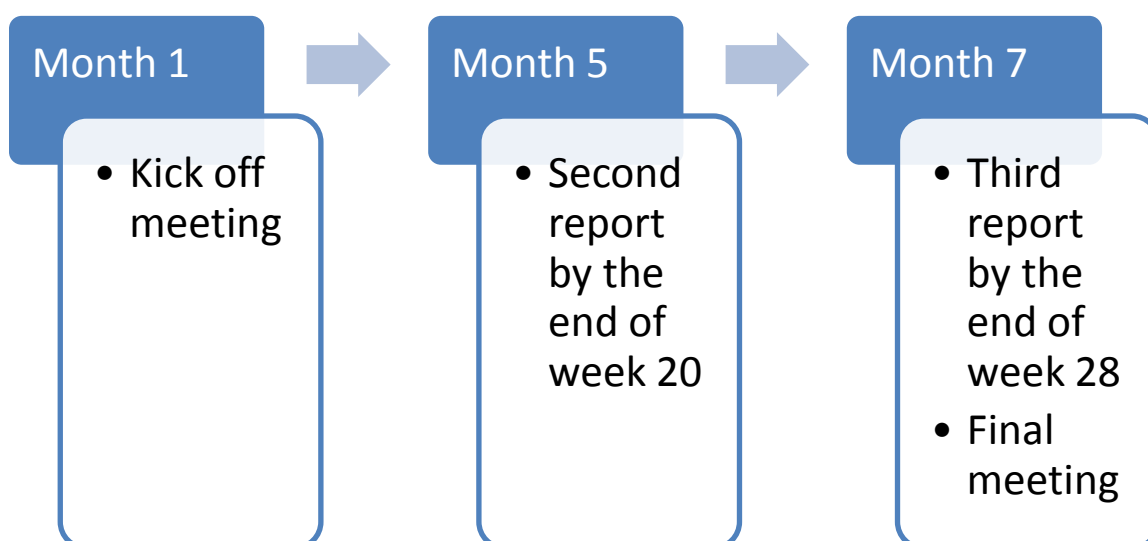 Month 1
• Kick off
meeting
Month 5
• Second
report
by the
end of
week 20
Month 7
• Third
report
by the
end of
week 28
• Final
meeting